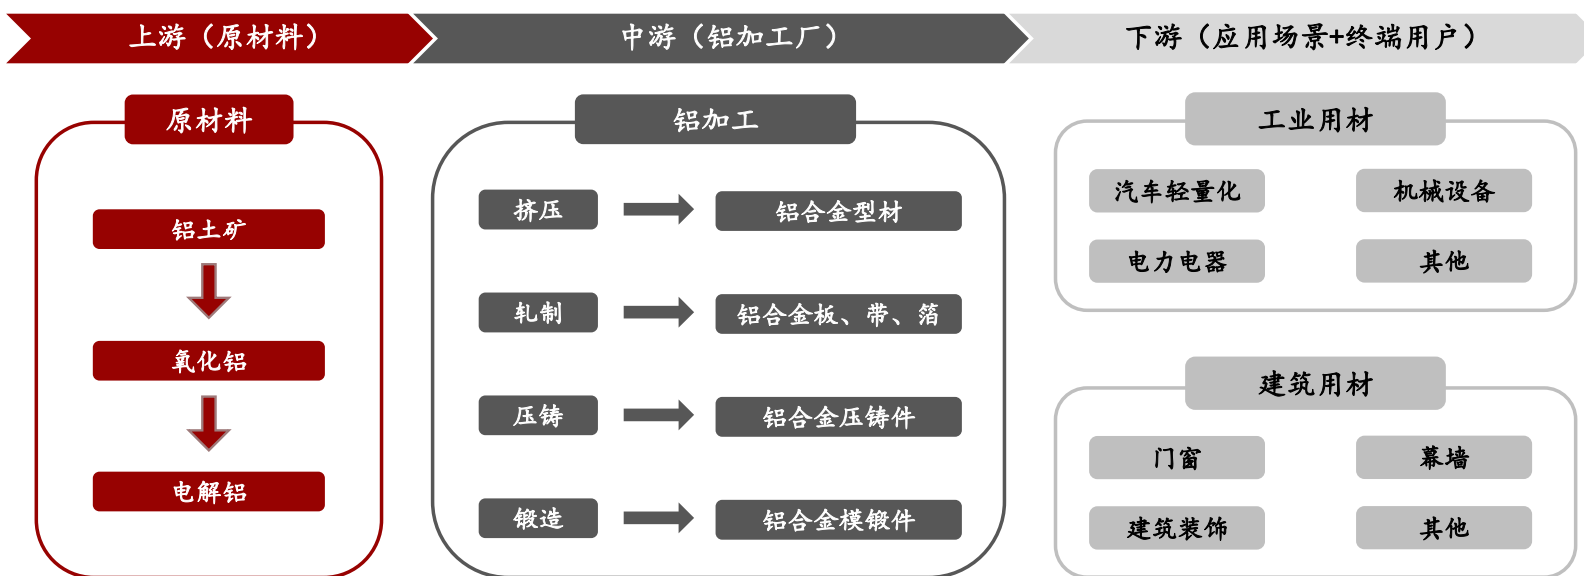 上游（原材料）
中游（铝加工厂）
下游（应用场景+终端用户）
原材料
铝土矿
氧化铝
电解铝
铝加工
挤压
铝合金型材
轧制
铝合金板、带、箔
压铸
铝合金压铸件
锻造
铝合金模锻件
工业用材
汽车轻量化
机械设备
电力电器
其他
建筑用材
门窗
幕墙
建筑装饰
其他